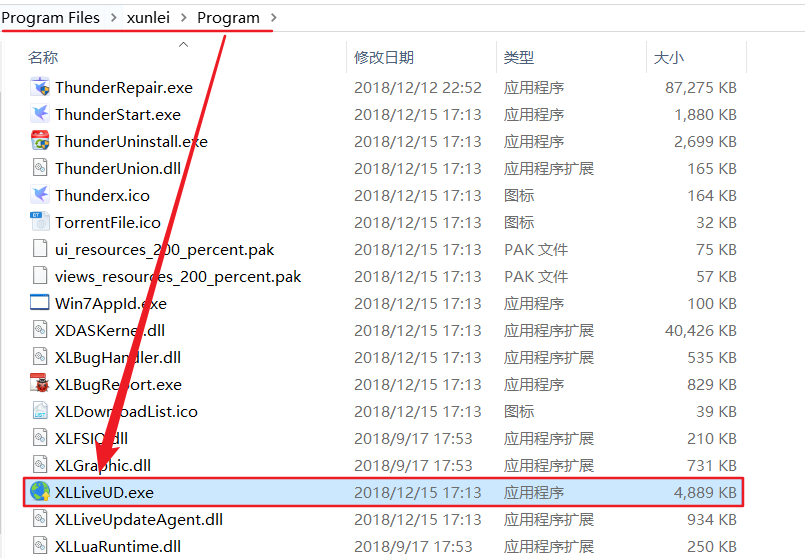 Program Files > xunlei > Program >
名称 修改日期 类型 大小
ThunderRepair.exe 2018/12/12 22:52 应用程序 87,275 KB
ThunderStart.exe 2018/12/15 17:13 应用程序 1,880 KB
ThunderUninstall.exe 2018/12/15 17:13 应用程序 2,699 KB
ThunderUnion.dll 2018/12/15 17:13 应用程序扩展 165 KB
Thunderx.ico 2018/12/15 17:13 图标 164 KB
BT TorrentFile.ico 2018/12/15 17:13 图标 32 KB
ui_resources_200_percent.pak 2018/12/15 17:13 PAK 文件 75 KB
views_resources_200_percent.pak 2018/12/15 17:13 PAK 文件 57 KB
Win7AppId.exe 2018/12/15 17:13 应用程序 100 KB
XDASKernel.dll 2018/12/15 17:13 应用程序扩展 40,426 KB
XLBugHandler.dll 2018/12/15 17:13 应用程序扩展 535 KB
XLBugReport.exe 2018/12/15 17:13 应用程序 829 KB
LIST XLDownloadList.ico 2018/12/15 17:13 图标 39 KB
XLFSIO.dll 2018/9/17 17:53 应用程序扩展 210 KB
XLGraphic.dll 2018/9/17 17:53 应用程序扩展 731 KB
XLLiveUD.exe 2018/12/15 17:13 应用程序 4,889 KB
XLLiveUpdateAgent.dll 2018/12/15 17:13 应用程序扩展 934 KB
XLLuaRuntime.dll 2018/9/17 17:53 应用程序扩展 250 KB